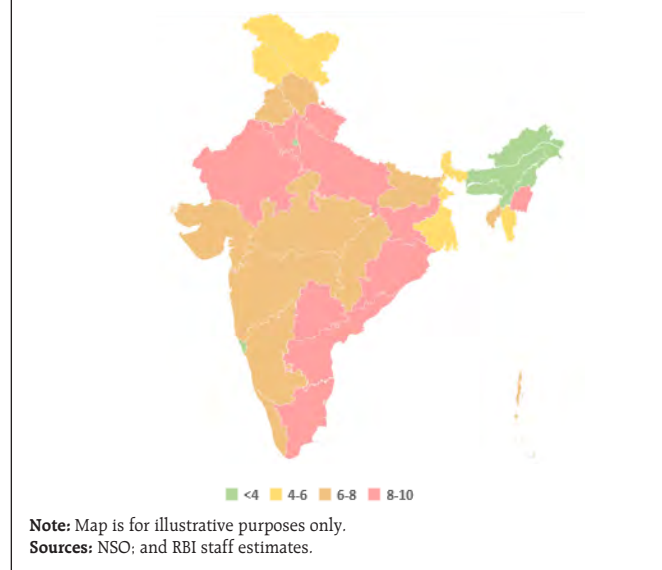 <4 4-6 6-8 8-10
Note: Map is for illustrative purposes only.
Sources: NSO; and RBI staff estimates.